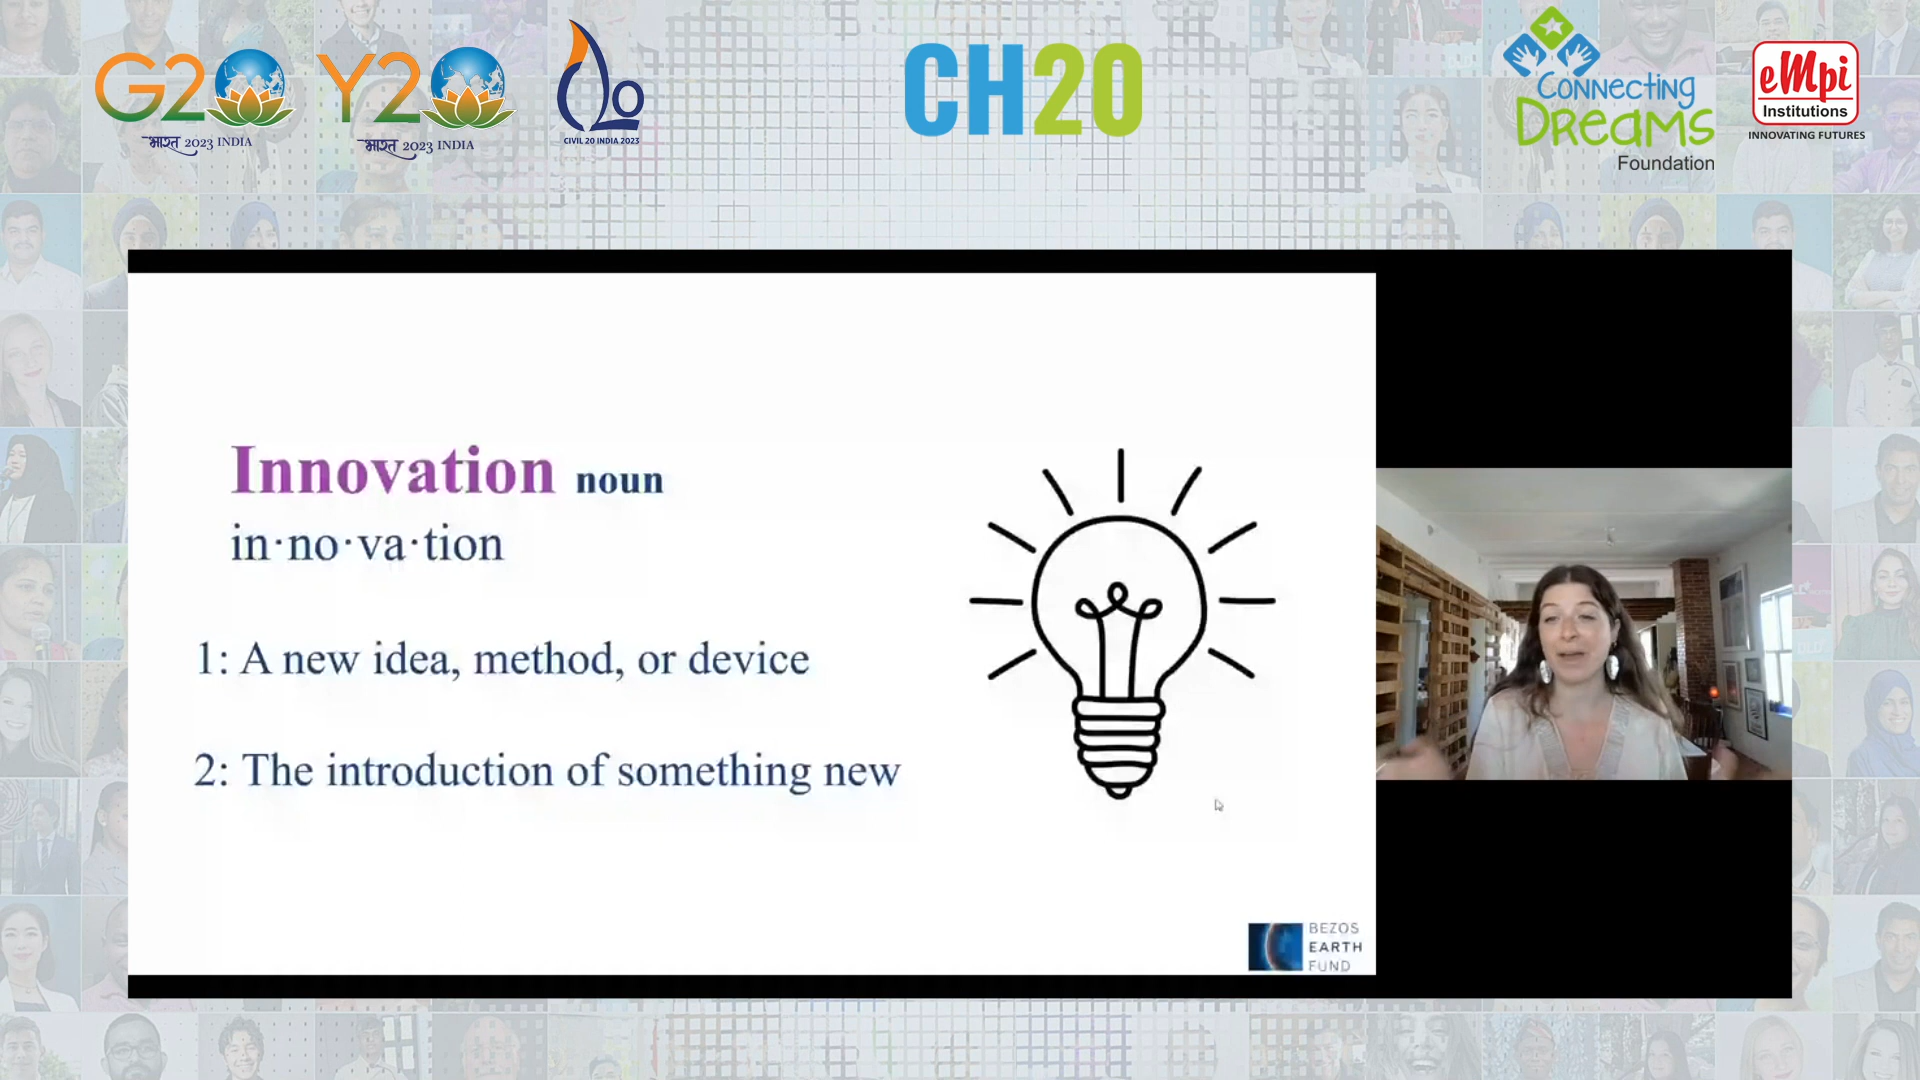 G20
भारत 2023 INDIA
Y20
भारत 2023 INDIA
CIVIL 20 INDIA 2023
CH20
Connecting
Dreams
Foundation
eMpi
Institutions
INNOVATING FUTURES
Innovation noun
in·no·va·tion
1: A new idea, method, or device
2: The introduction of something new
BEZOS
EARTH
FUND